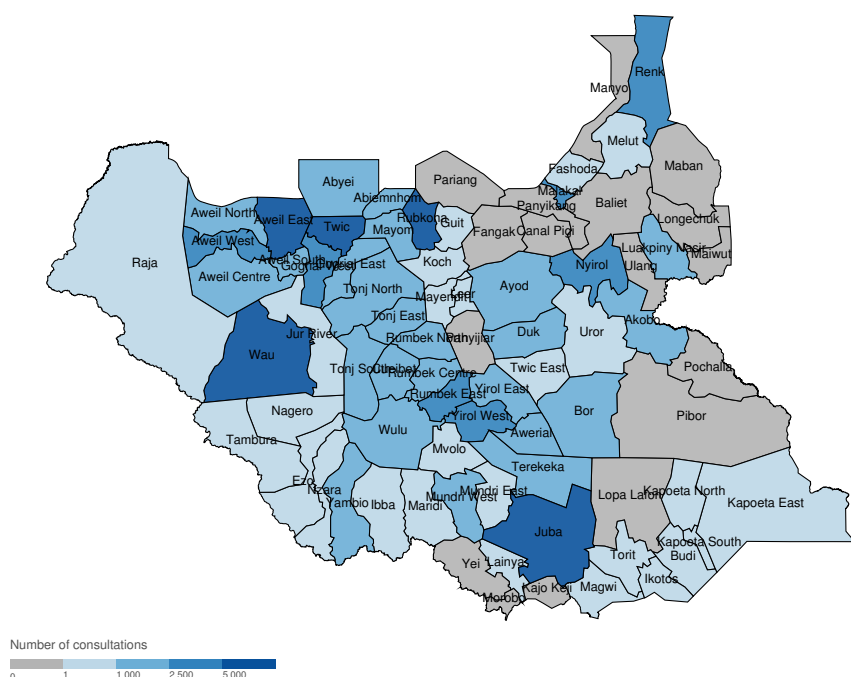 Renk
Manyo
Melut
Maban
Fashoda
Abyei
Pariang
Malakal
Abiemnhom
Panyikang
Baliet
Aweil North
Aweil East
Twic
Rubkona
Guit
Longechuk
Mayom
Fangak
Canal Pigi
Aweil West
Luakpiny Nasir
Maiwut
Raja
Aweil South
Gogrial West
Gogrial East
Koch
Nyirol
Ulang
Aweil Centre
Tonj North
Mayendit
Leer
Ayod
Tonj East
Akobo
Jur River
Rumbek North
Panyijiar
Duk
Uror
Wau
Tonj South
Cueibet
Rumbek Centre
Twic East
Pochalla
Rumbek East
Yirol East
Nagero
Yirol West
Bor
Pibor
Tambura
Wulu
Awerial
Mvolo
Terekeka
Ezo
Nzara
Yambio
Ibba
Maridi
Mundri West
Mundri East
Lopa Lafon
Kapoeta North
Kapoeta East
Juba
Kapoeta South
Yei
Lainya
Torit
Budi
Morobo
Kajo Keji
Magwi
Ikotos
Number of consultations
0 1 1,000 2,500 5,000